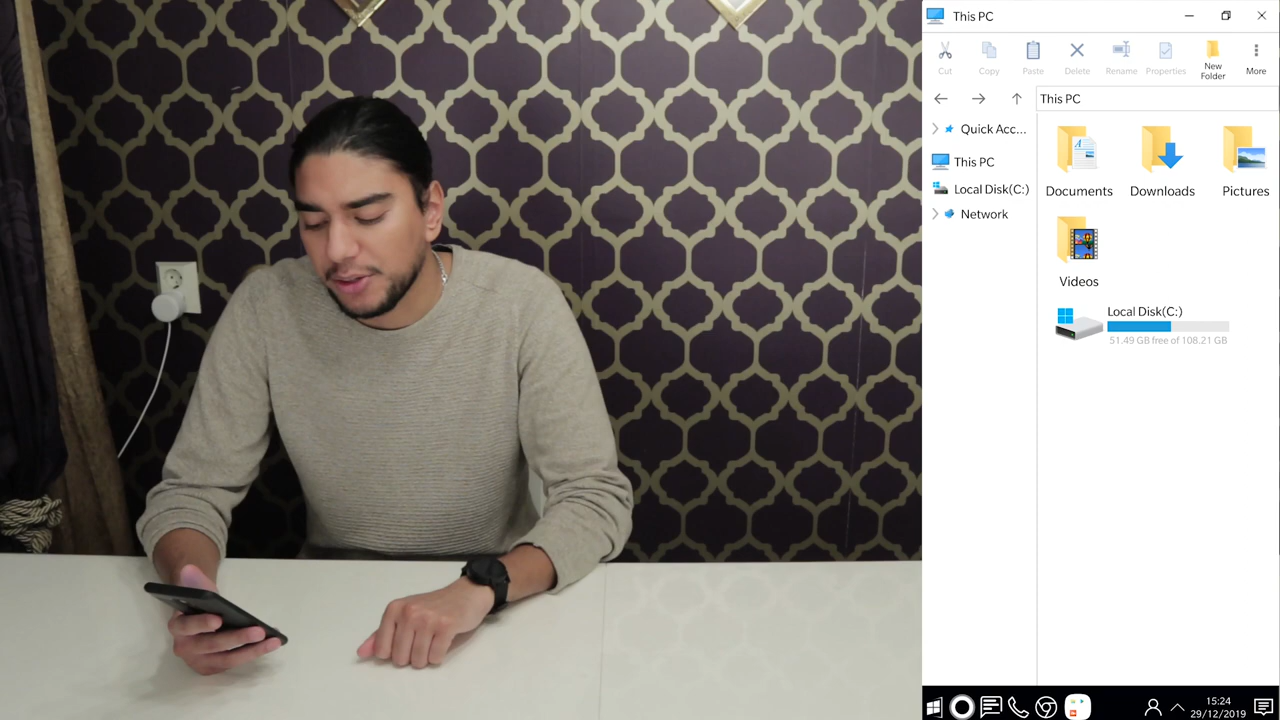 This PC
Cut
Copy
Paste
Delete
Rename
Properties
New
Folder
More
This PC
Quick Acc...
This PC
Local Disk(C:)
Network
Documents
Downloads
Pictures
Videos
Local Disk(C:)
51.49 GB free of 108.21 GB
15:24
29/12/2019